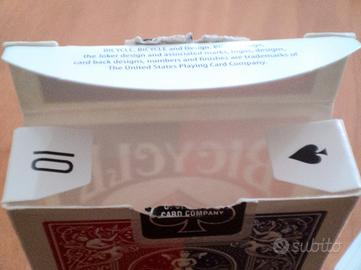 BICYCLE, BICYCLE and Design,
the Joker design and associated marks, logos, designs,
card back designs, numbers and finishes are trademarks of
The United States Playing Card Company.
10
BICYCLE
BICYCLE
CARD COMPANY
subito